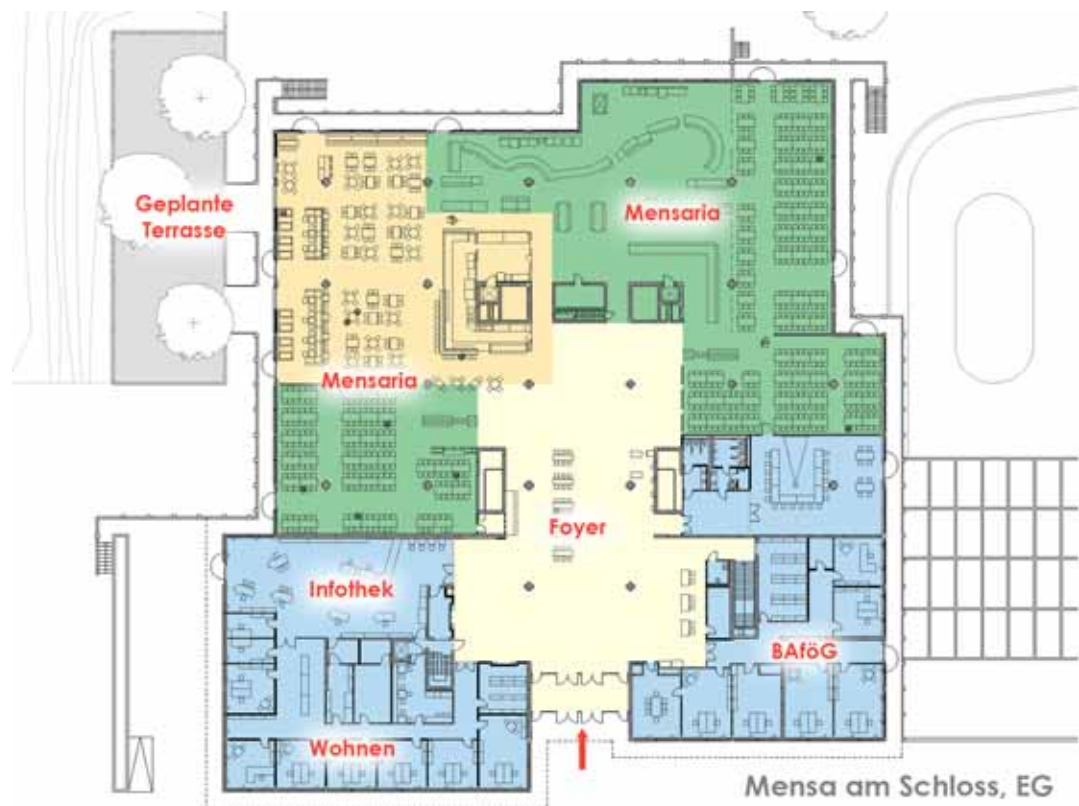 Geplante
Terrasse
Mensaria
Mensaria
Foyer
Infothek
BAföG
Wohnen
Mensa am Schloss, EG